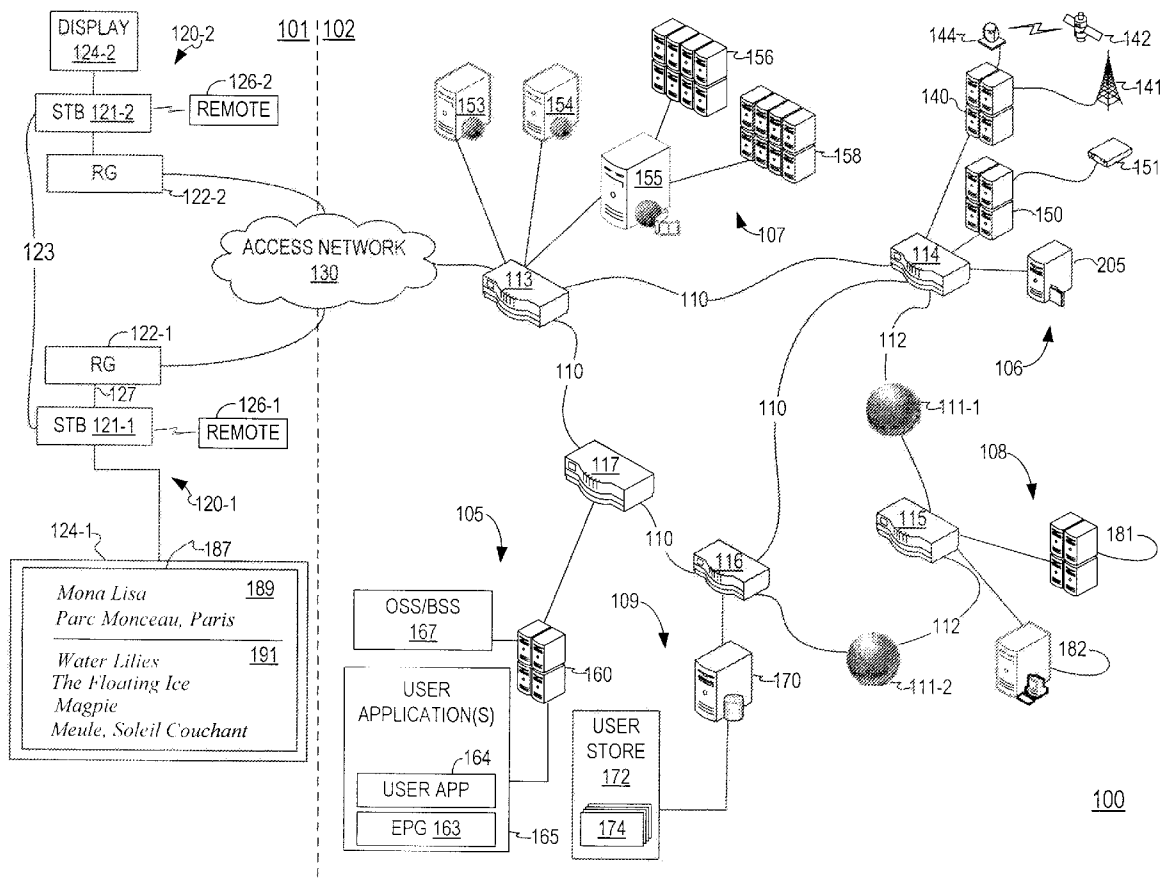 DISPLAY
124-2
120-2
101 102
126-2
STB 121-2
REMOTE
RG
122-2
123
ACCESS NETWORK
130
122-1
RG
127
126-1
STB 121-1
REMOTE
120-1
124-1
187
Mona Lisa
189
Parc Monceau, Paris
Water Lilies
191
The Floating Ice
Magpie
Meule, Soleil Couchant
153
154
156
155
158
107
113
110
110
110
110
117
105
OSS/BSS
167
160
USER
APPLICATION(S)
164
USER APP
EPG 163
165
109
116
170
USER
STORE
172
174
144
142
140
141
151
150
114
205
106
112
111-1
108
115
181
112
182
111-2
100